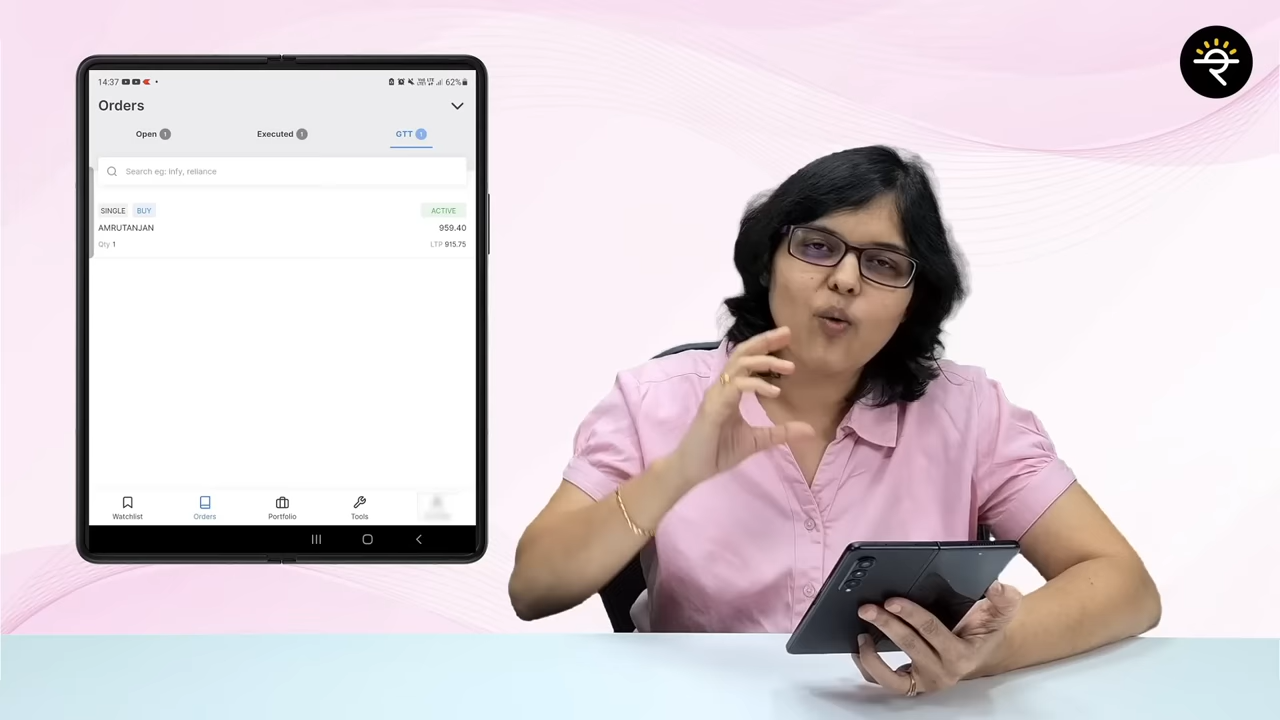 14:37
62%
Orders
Open 1
Executed 1
GTT 1
Search eg: infy, reliance
SINGLE BUY
ACTIVE
AMRUTANJAN
959.40
Qty 1
LTP 915.75
Watchlist
Orders
Portfolio
Tools